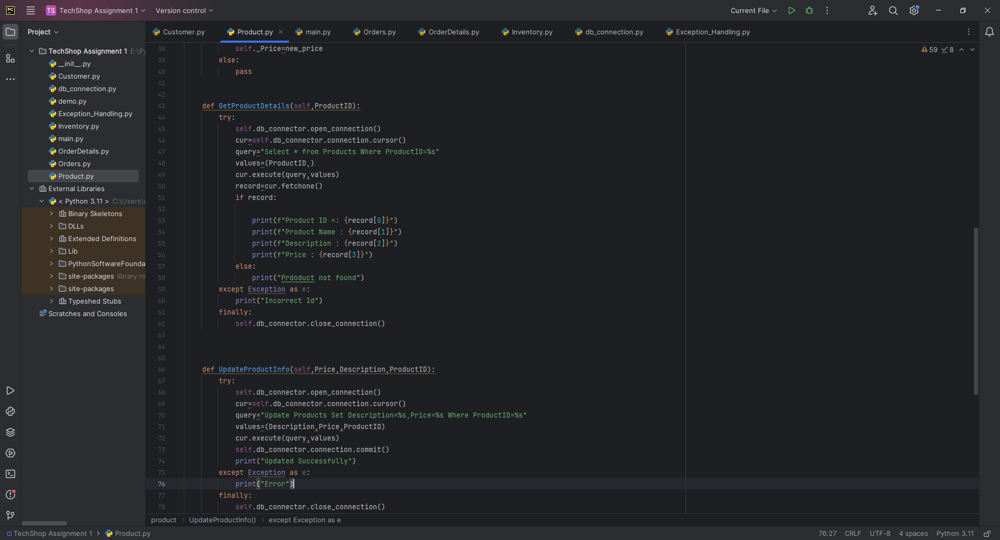 PC
TS TechShop Assignment 1
Version control
Current File
Project
Customer.py
Product.py
main.py
Orders.py
OrderDetails.py
Inventory.py
db_connection.py
Exception_Handling.py
TechShop Assignment 1 E:\Py
__init__.py
Customer.py
db_connection.py
demo.py
Exception_Handling.py
Inventory.py
main.py
OrderDetails.py
Orders.py
Product.py
External Libraries
< Python 3.11 > C:\Users\a
Binary Skeletons
DLLs
Extended Definitions
Lib
PythonSoftwareFounda
site-packages library ro
site-packages
Typeshed Stubs
Scratches and Consoles
59 8
38 self._Price=new_price
39 else:
40 pass
41
42
43 def GetProductDetails(self,ProductID):
44 try:
45 self.db_connector.open_connection()
46 cur=self.db_connector.connection.cursor()
47 query="Select * from Products Where ProductID=%s"
48 values=(ProductID,)
49 cur.execute(query,values)
50 record=cur.fetchone()
51 if record:
52
53 print(f"Product ID =: {record[0]}")
54 print(f"Product Name : {record[1]}")
55 print(f"Description : {record[2]}")
56 print(f"Price : {record[3]}")
57 else:
58 print("Prdoduct not found")
59 except Exception as e:
60 print("Incorrect Id")
61 finally:
62 self.db_connector.close_connection()
63
64
65
66 def UpdateProductInfo(self,Price,Description,ProductID):
67 try:
68 self.db_connector.open_connection()
69 cur=self.db_connector.connection.cursor()
70 query="Update Products Set Description=%s,Price=%s Where ProductID=%s"
71 values=(Description,Price,ProductID)
72 cur.execute(query,values)
73 self.db_connector.connection.commit()
74 print("Updated Successfully")
75 except Exception as e:
76 print("Error")
77 finally:
78 self.db_connector.close_connection()
product > UpdateProductInfo() > except Exception as e
TechShop Assignment 1 > Product.py
76:27 CRLF UTF-8 4 spaces Python 3.11